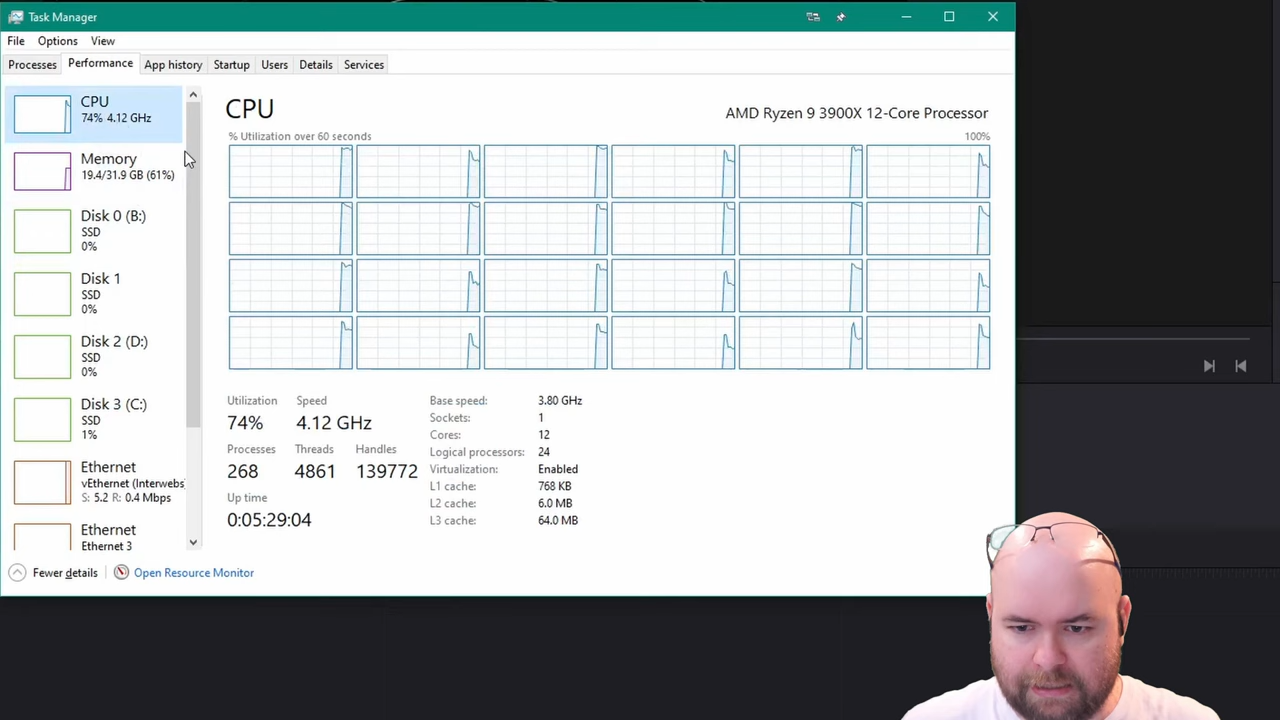 Task Manager
File Options View
Processes Performance App history Startup Users Details Services
CPU
74% 4.12 GHz
Memory
19.4/31.9 GB (61%)
Disk 0 (B:)
SSD
0%
Disk 1
SSD
0%
Disk 2 (D:)
SSD
0%
Disk 3 (C:)
SSD
1%
Ethernet
vEthernet (Interwebs
S: 5.2 R: 0.4 Mbps
Ethernet
Ethernet 3
CPU
AMD Ryzen 9 3900X 12-Core Processor
% Utilization over 60 seconds 100%
Utilization Speed
74% 4.12 GHz
Processes Threads Handles
268 4861 139772
Up time
0:05:29:04
Base speed: 3.80 GHz
Sockets: 1
Cores: 12
Logical processors: 24
Virtualization: Enabled
L1 cache: 768 KB
L2 cache: 6.0 MB
L3 cache: 64.0 MB
Fewer details Open Resource Monitor